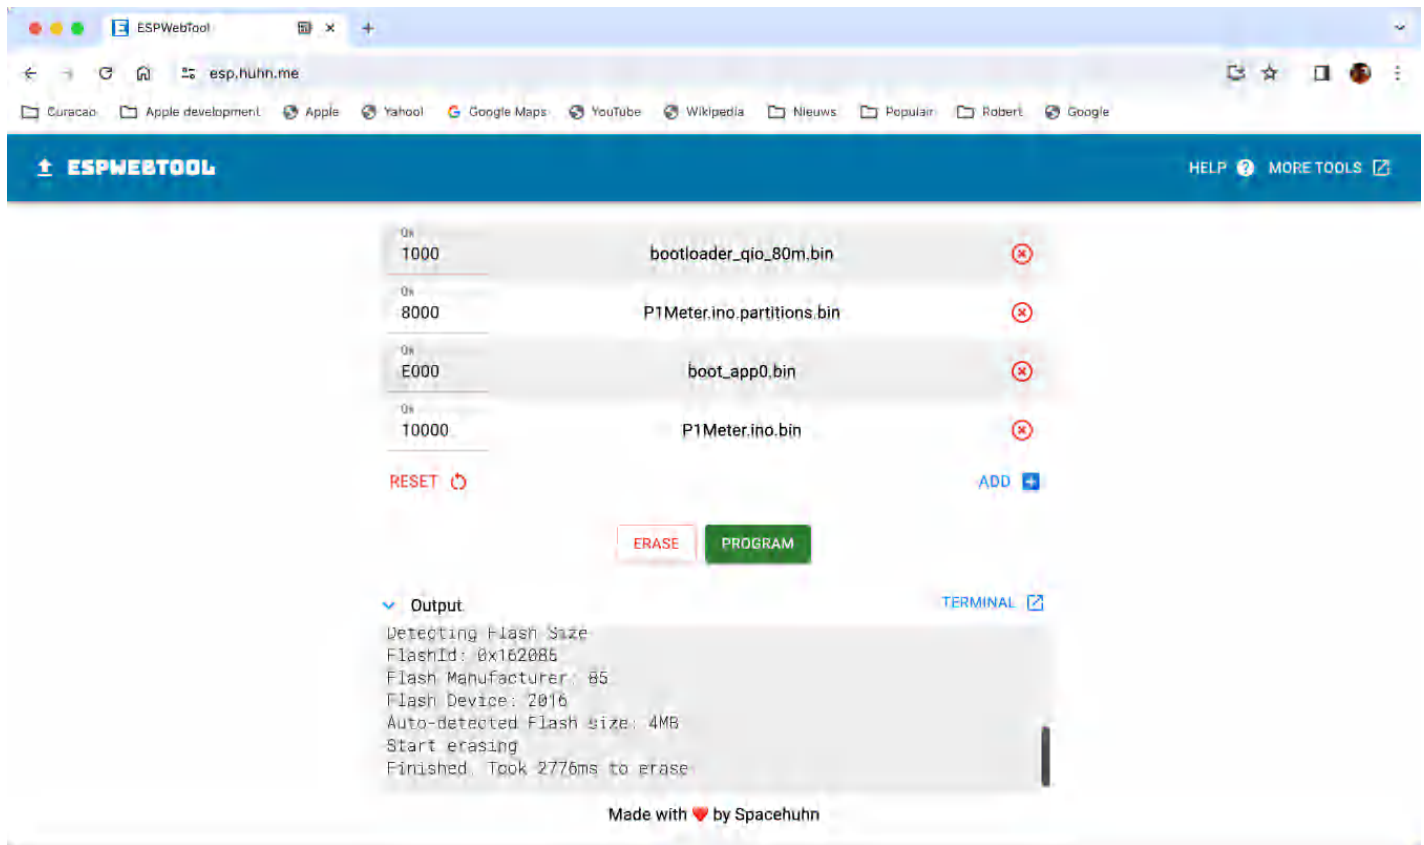 ESPWebTool
esp.huhn.me
Curacao Apple development Apple Yahoo! Google Maps YouTube Wikipedia Nieuws Populair Robert Google
ESPWEBTOOL
HELP MORE TOOLS
0x
1000 bootloader_qio_80m.bin
0x
8000 P1Meter.ino.partitions.bin
0x
E000 boot_app0.bin
0x
10000 P1Meter.ino.bin
RESET ADD
ERASE PROGRAM
Output TERMINAL
Detecting Flash Size
FlashId: 0x162085
Flash Manufacturer: 85
Flash Device: 2016
Auto-detected Flash size: 4MB
Start erasing
Finished. Took 2776ms to erase
Made with ❤️ by Spacehuhn